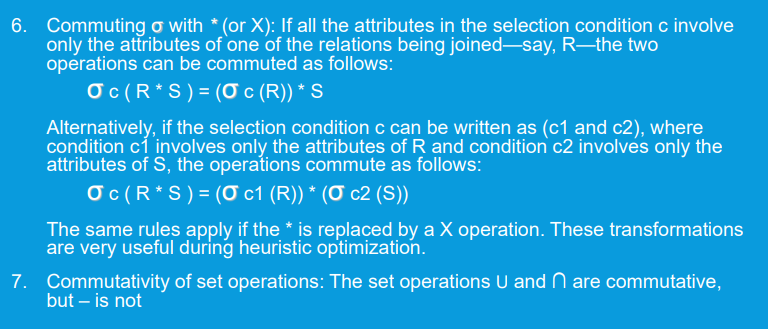 6. Commuting σ with * (or X): If all the attributes in the selection condition c involve
only the attributes of one of the relations being joined—say, R—the two
operations can be commuted as follows:
σ c ( R * S ) = (σ c (R)) * S
Alternatively, if the selection condition c can be written as (c1 and c2), where
condition c1 involves only the attributes of R and condition c2 involves only the
attributes of S, the operations commute as follows:
σ c ( R * S ) = (σ c1 (R)) * (σ c2 (S))
The same rules apply if the * is replaced by a X operation. These transformations
are very useful during heuristic optimization.
7. Commutativity of set operations: The set operations ∪ and ∩ are commutative,
but – is not